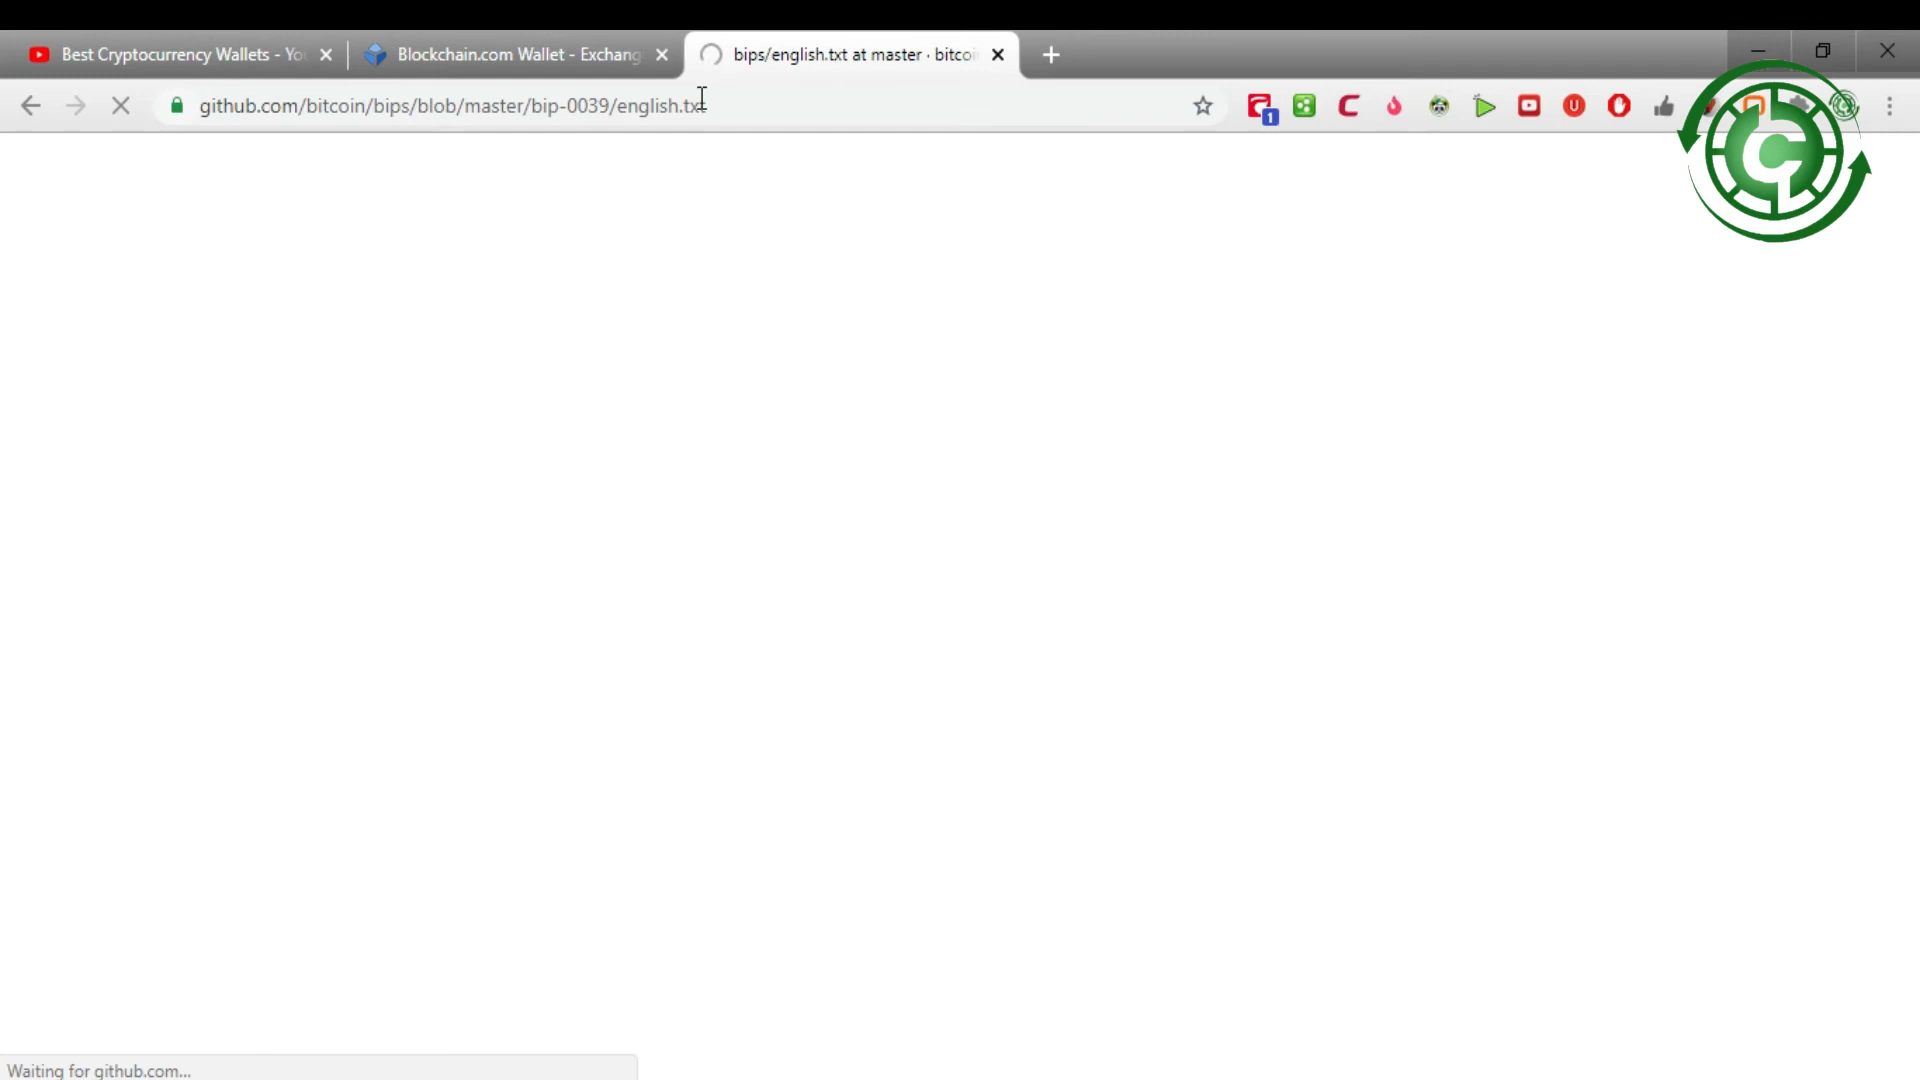 Best Cryptocurrency Wallets - Yo
Blockchain.com Wallet - Exchang
bips/english.txt at master · bitcoi
github.com/bitcoin/bips/blob/master/bip-0039/english.txt
1
Waiting for github.com...